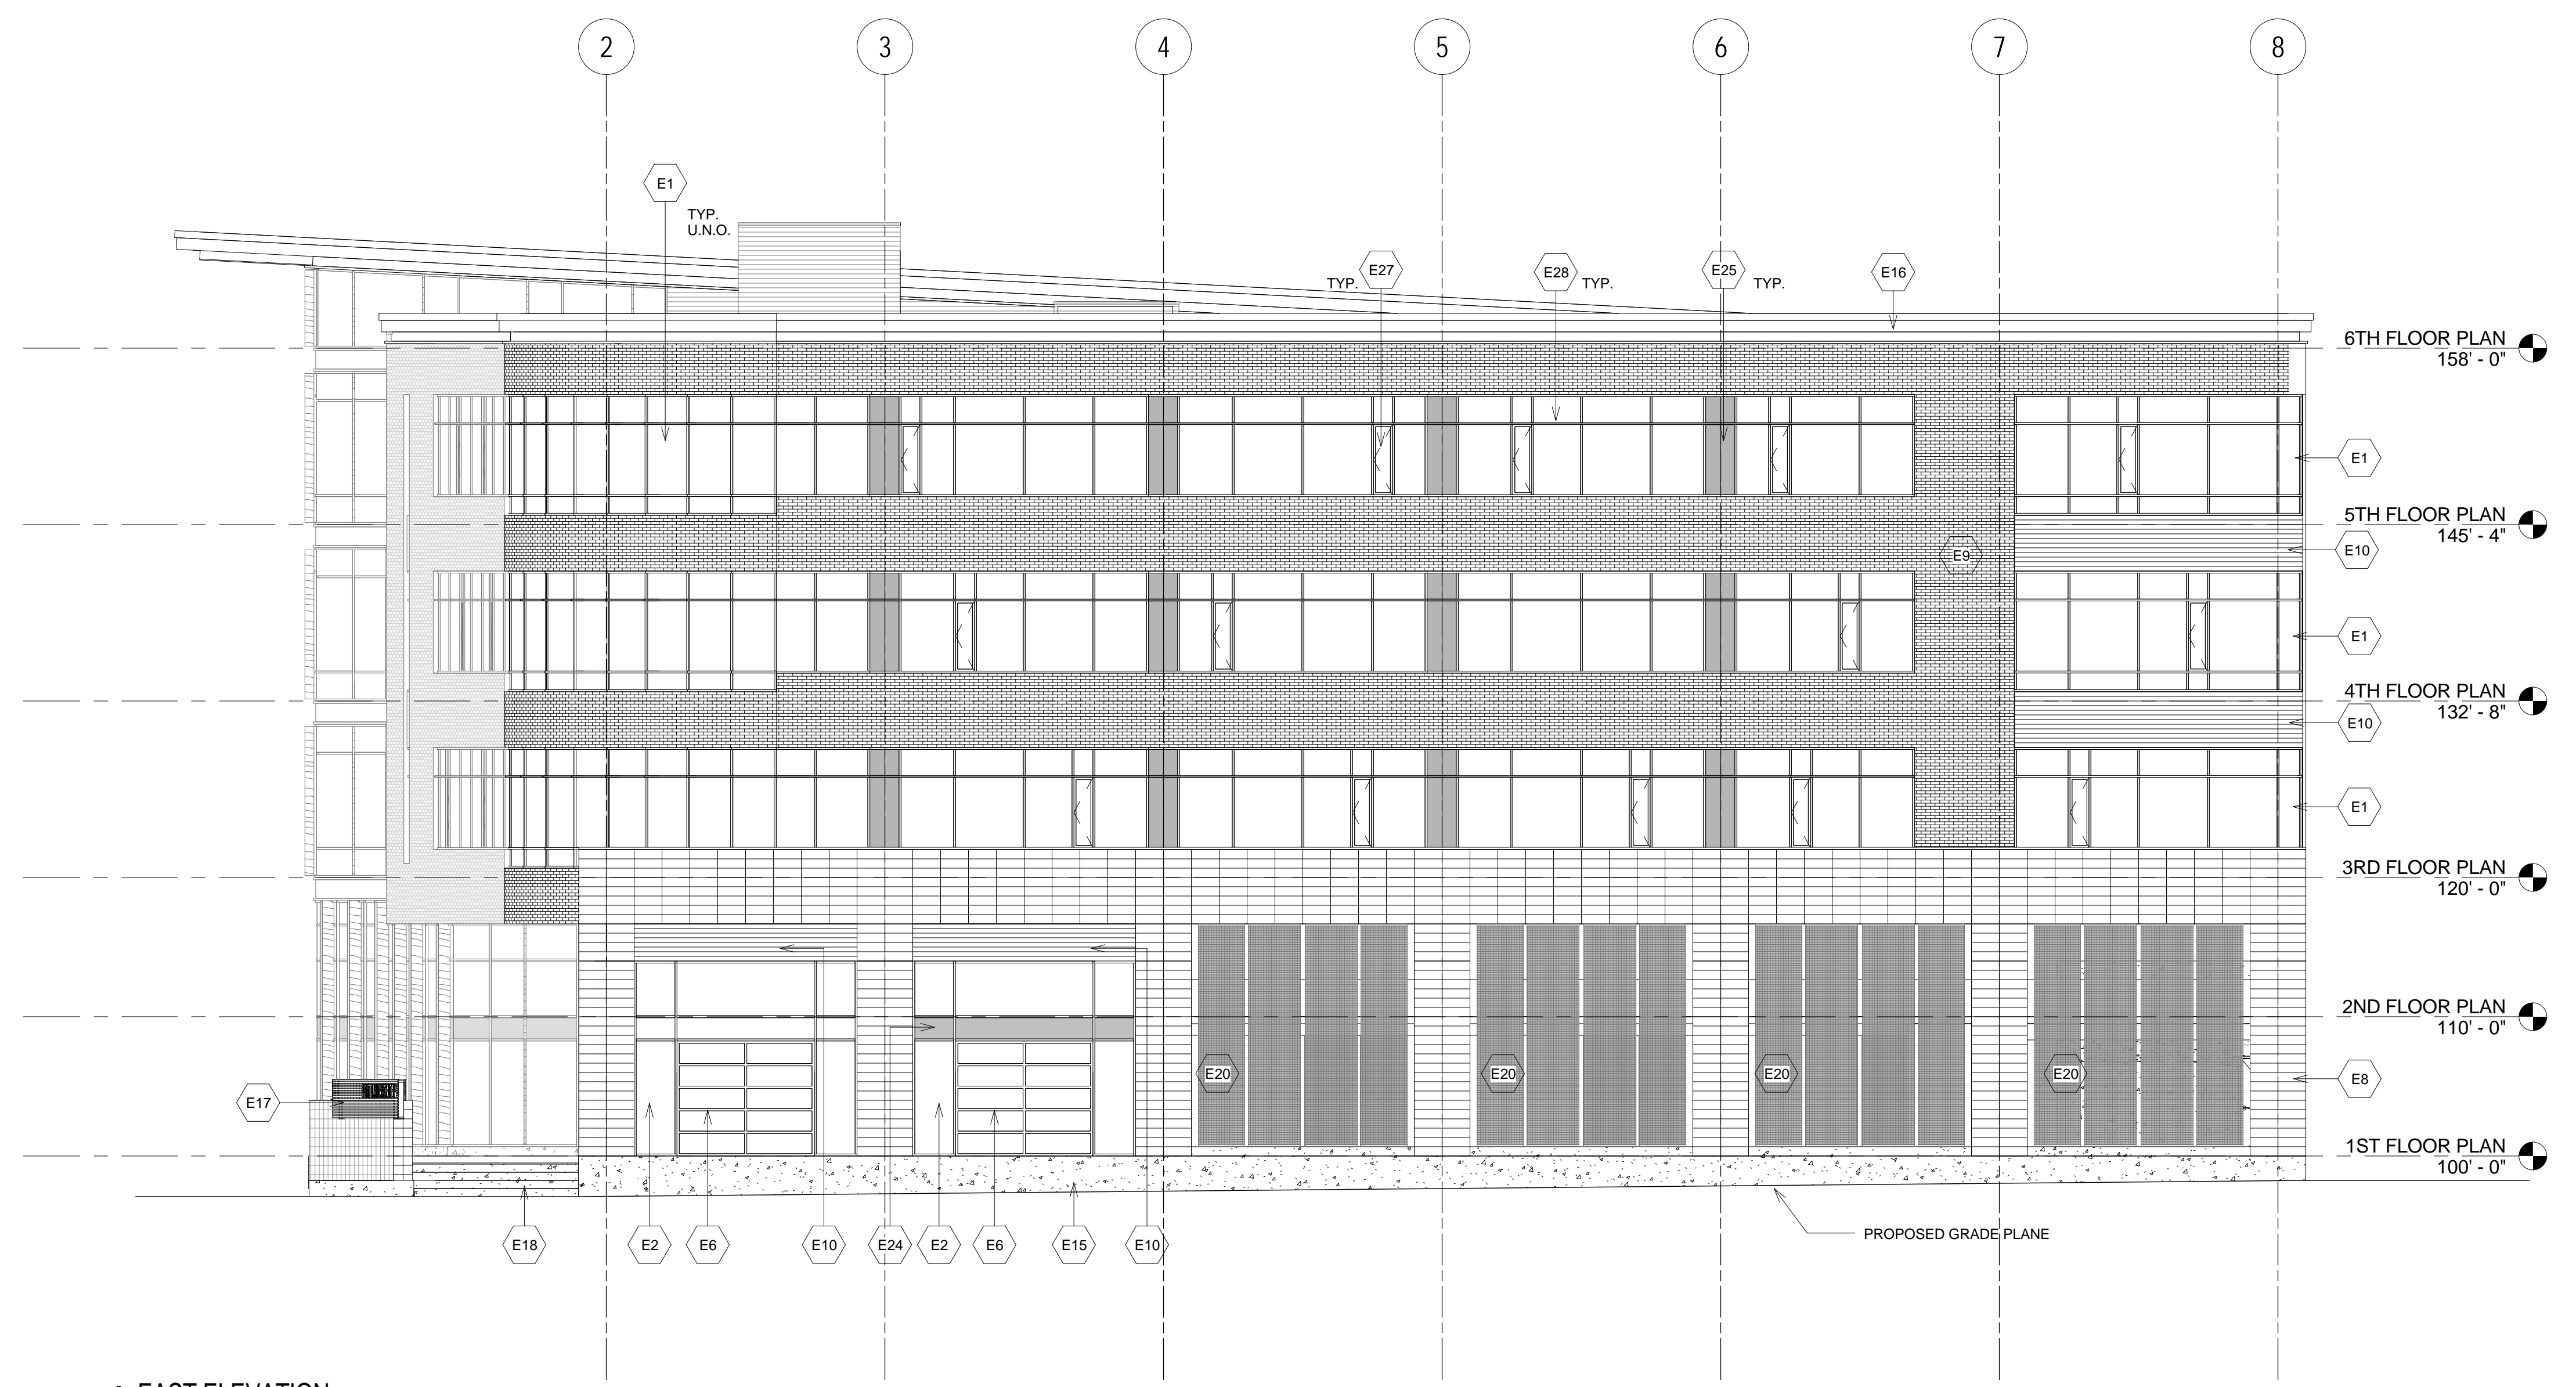 2
3
4
5
6
7
8
E1
TYP.
U.N.O.
TYP.
E27
E28
TYP.
E25
TYP.
E16
6TH FLOOR PLAN
158' - 0"
E1
5TH FLOOR PLAN
145' - 4"
E10
E9
E1
4TH FLOOR PLAN
132' - 8"
E10
E1
3RD FLOOR PLAN
120' - 0"
2ND FLOOR PLAN
110' - 0"
E20
E20
E20
E20
E8
E17
1ST FLOOR PLAN
100' - 0"
E18
E2
E6
E10
E24
E2
E6
E15
E10
PROPOSED GRADE PLANE
EAST ELEVATION